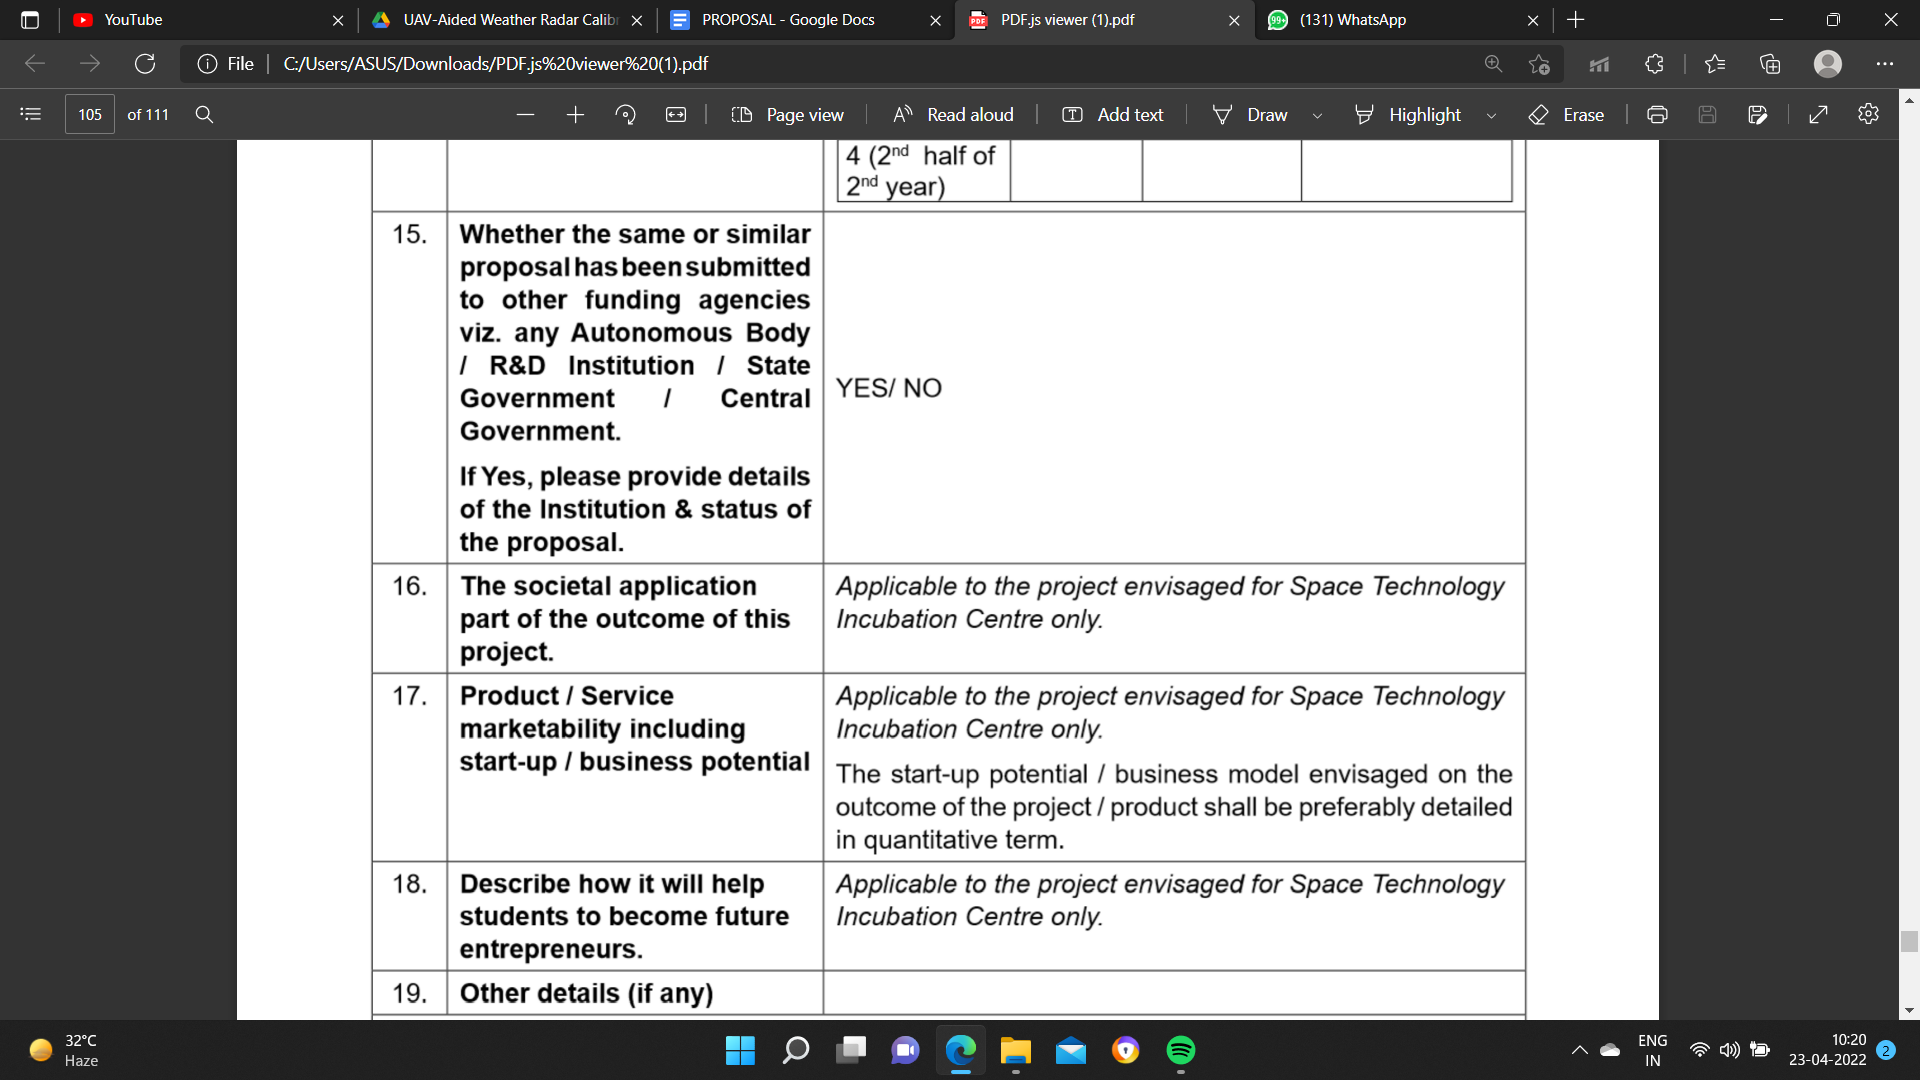 YouTube
UAV-Aided Weather Radar Calibr
PROPOSAL - Google Docs
PDF.js viewer (1).pdf
99+
(131) WhatsApp
File
C:/Users/ASUS/Downloads/PDF.js%20viewer%20(1).pdf
105 of 111
Page view
Read aloud
Add text
Draw
Highlight
Erase
4 (2nd half of
2nd year)
15.
Whether the same or similar
proposal has been submitted
to other funding agencies
viz. any Autonomous Body
/ R&D Institution / State
Government / Central
Government.
If Yes, please provide details
of the Institution & status of
the proposal.
YES/ NO
16.
The societal application
part of the outcome of this
project.
Applicable to the project envisaged for Space Technology
Incubation Centre only.
17.
Product / Service
marketability including
start-up / business potential
Applicable to the project envisaged for Space Technology
Incubation Centre only.
The start-up potential / business model envisaged on the
outcome of the project / product shall be preferably detailed
in quantitative term.
18.
Describe how it will help
students to become future
entrepreneurs.
Applicable to the project envisaged for Space Technology
Incubation Centre only.
19.
Other details (if any)
32°C
Haze
ENG
IN
10:20
23-04-2022
2